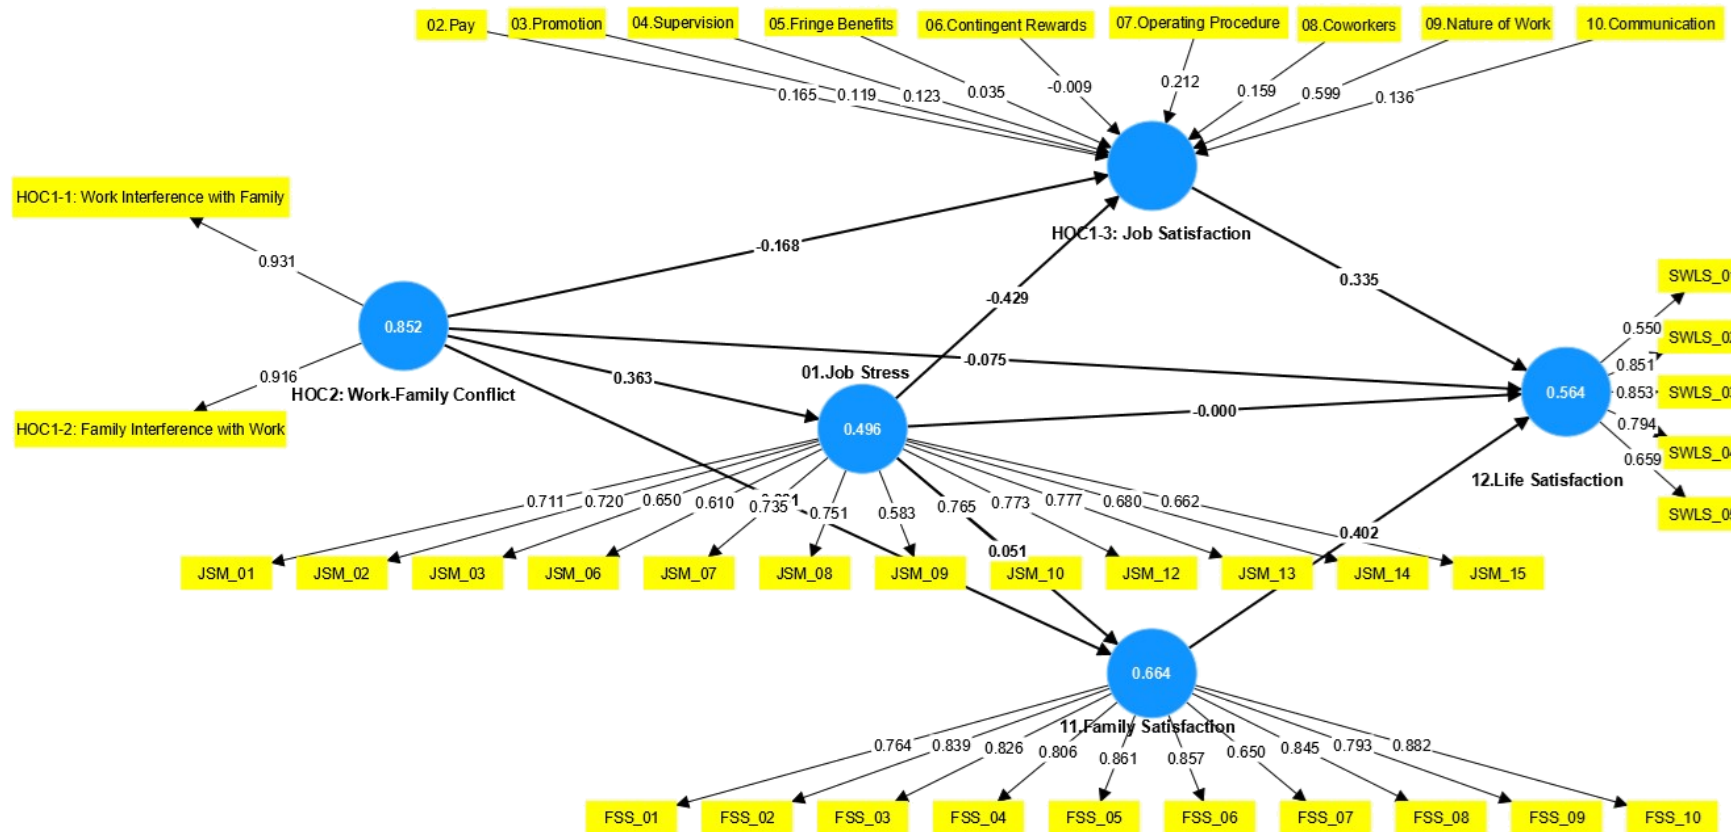 02.Pay
03.Promotion
04.Supervision
05.Fringe Benefits
06.Contingent Rewards
07.Operating Procedure
08.Coworkers
09.Nature of Work
10.Communication
0.165
0.119
0.123
0.035
-0.009
0.212
0.159
0.599
0.136
HOC1-1: Work Interference with Family
HOC1-3: Job Satisfaction
0.931
-0.168
0.335
-0.429
0.852
HOC2: Work-Family Conflict
0.916
HOC1-2: Family Interference with Work
0.363
-0.075
01.Job Stress
0.496
-0.000
0.564
12.Life Satisfaction
0.550
0.851
0.853
0.794
0.659
0.402
0.711
0.720
0.650
0.610
0.735
0.751
0.583
0.765
0.773
0.777
0.680
0.662
0.051
JSM_01
JSM_02
JSM_03
JSM_06
JSM_07
JSM_08
JSM_09
JSM_10
JSM_12
JSM_13
JSM_14
JSM_15
0.664
11.Family Satisfaction
0.764
0.839
0.826
0.806
0.861
0.857
0.650
0.845
0.793
0.882
FSS_01
FSS_02
FSS_03
FSS_04
FSS_05
FSS_06
FSS_07
FSS_08
FSS_09
FSS_10